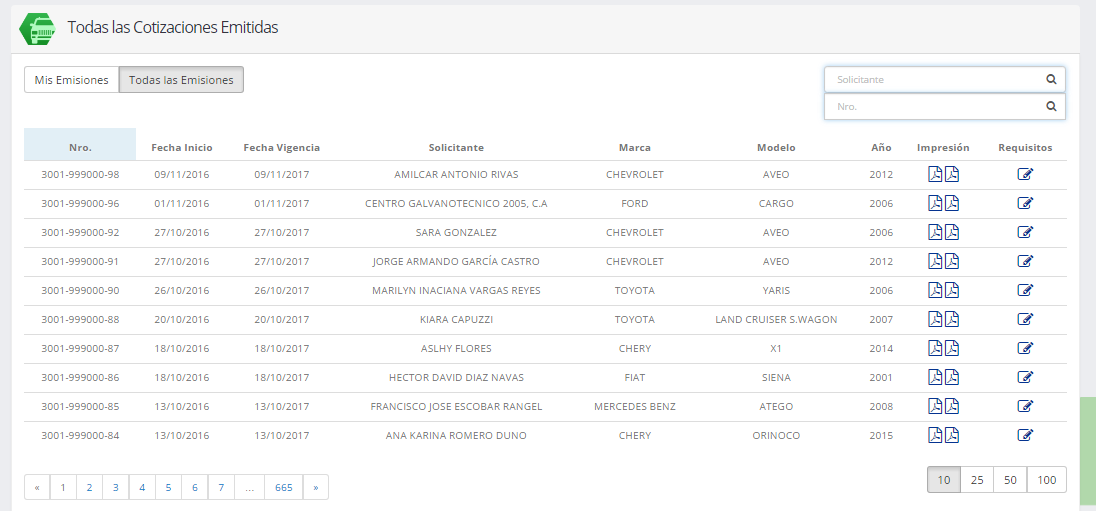 Todas las Cotizaciones Emitidas
Mis Emisiones Todas las Emisiones
Solicitante
Nro.
Nro. Fecha Inicio Fecha Vigencia Solicitante Marca Modelo Año Impresión Requisitos
3001-999000-98 09/11/2016 09/11/2017 AMILCAR ANTONIO RIVAS CHEVROLET AVEO 2012
3001-999000-96 01/11/2016 01/11/2017 CENTRO GALVANOTECNICO 2005, C.A FORD CARGO 2006
3001-999000-92 27/10/2016 27/10/2017 SARA GONZALEZ CHEVROLET AVEO 2006
3001-999000-91 27/10/2016 27/10/2017 JORGE ARMANDO GARCÍA CASTRO CHEVROLET AVEO 2012
3001-999000-90 26/10/2016 26/10/2017 MARILYN INACIANA VARGAS REYES TOYOTA YARIS 2006
3001-999000-88 20/10/2016 20/10/2017 KIARA CAPUZZI TOYOTA LAND CRUISER S.WAGON 2007
3001-999000-87 18/10/2016 18/10/2017 ASLHY FLORES CHERY X1 2014
3001-999000-86 18/10/2016 18/10/2017 HECTOR DAVID DIAZ NAVAS FIAT SIENA 2001
3001-999000-85 13/10/2016 13/10/2017 FRANCISCO JOSE ESCOBAR RANGEL MERCEDES BENZ ATEGO 2008
3001-999000-84 13/10/2016 13/10/2017 ANA KARINA ROMERO DUNO CHERY ORINOCO 2015
« 1 2 3 4 5 6 7 ... 665 » 10 25 50 100